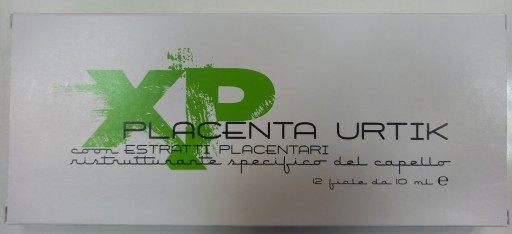 XP
PLACENTA URTIK
con ESTRATTI PLACENTARI
ristrutturante specifico del capello
12 fiale da 10 ml ℮